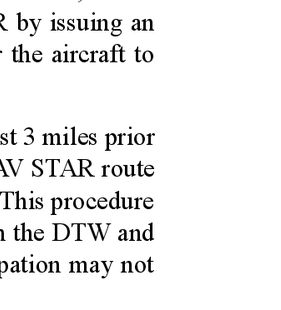 R by issuing an
the aircraft to
st 3 miles prior
AV STAR route
This procedure
the DTW and
pation may not